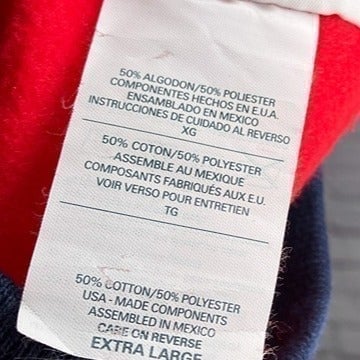 50% ALGODON/50% POLIESTER
COMPONENTES HECHOS EN E.U.A.
ENSAMBLADO EN MEXICO
INSTRUCCIONES DE CUIDADO AL REVERSO
XG
50% COTON/50% POLYESTER
ASSEMBLE AU MEXIQUE
COMPOSANTS FABRIQUÉS AUX E.U.
VOIR VERSO POUR ENTRETIEN
TG
50% COTTON/50% POLYESTER
USA - MADE COMPONENTS
ASSEMBLED IN MEXICO
CARE ON REVERSE
EXTRA LARGE